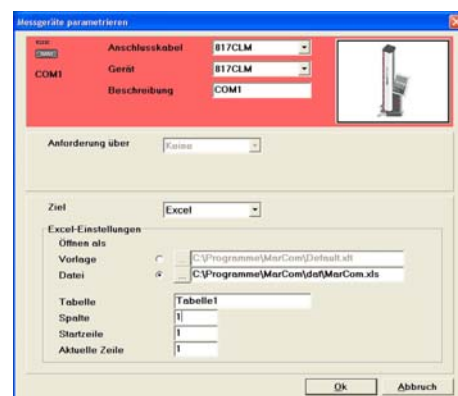 Messgeräte parametrieren
Anschlusskabel 817CLM
COM1 Gerät 817CLM
Beschreibung COM1
Anforderung über Keine
Ziel Excel
Excel-Einstellungen
Öffnen als
Vorlage ... C:\Programme\MarCom\Default.xlt
Datei ... C:\Programme\MarCom\daf\MarCom.xls
Tabelle Tabelle1
Spalte 1
Startzeile 1
Aktuelle Zeile 1
Ok Abbruch